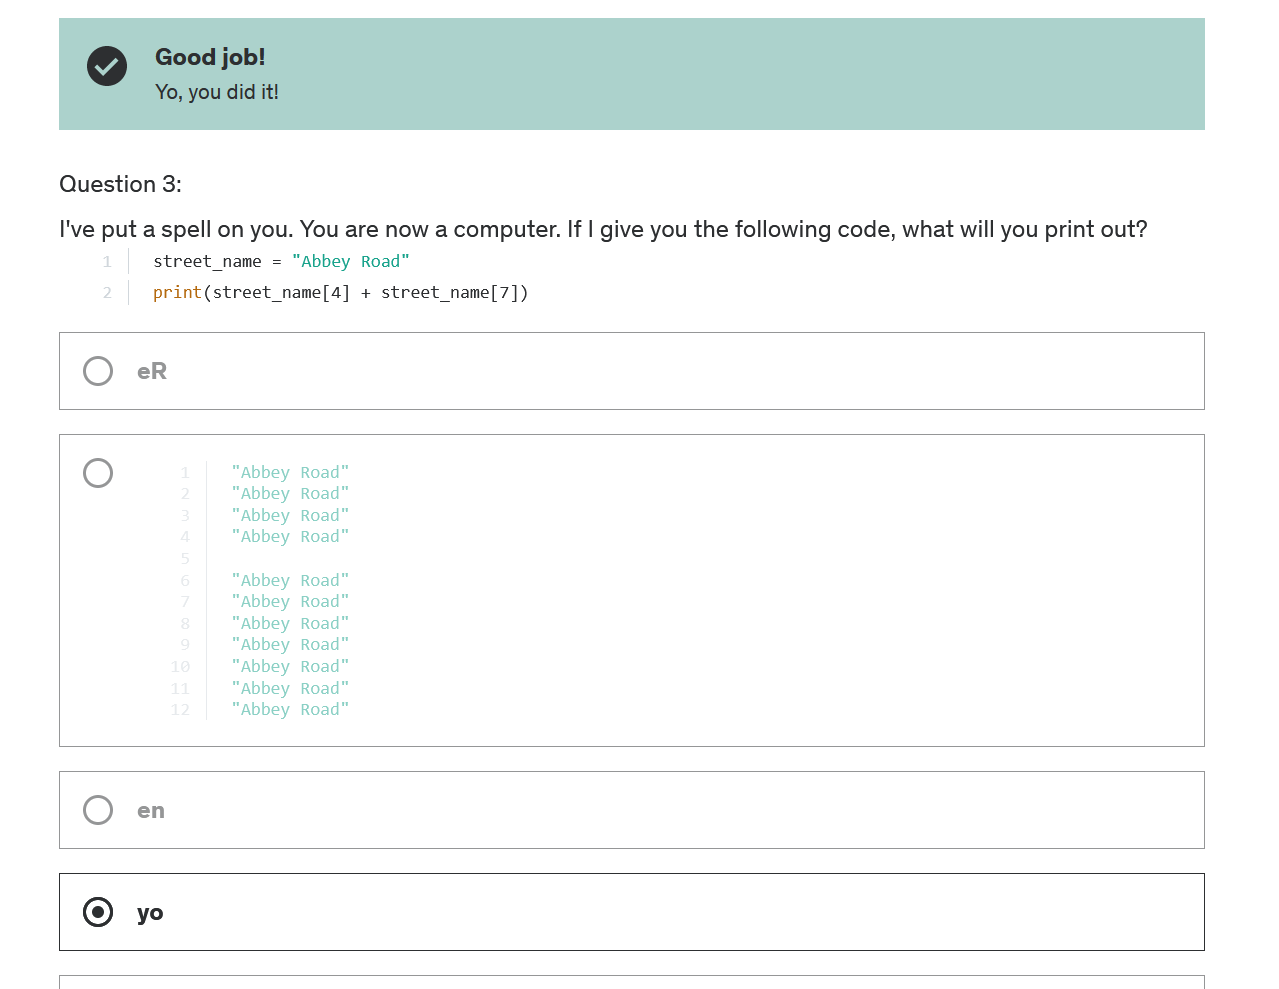 Good job!
Yo, you did it!
Question 3:
I've put a spell on you. You are now a computer. If I give you the following code, what will you print out?
1 street_name = "Abbey Road"
2 print(street_name[4] + street_name[7])
eR
1 "Abbey Road"
2 "Abbey Road"
3 "Abbey Road"
4 "Abbey Road"
5
6 "Abbey Road"
7 "Abbey Road"
8 "Abbey Road"
9 "Abbey Road"
10 "Abbey Road"
11 "Abbey Road"
12 "Abbey Road"
en
yo